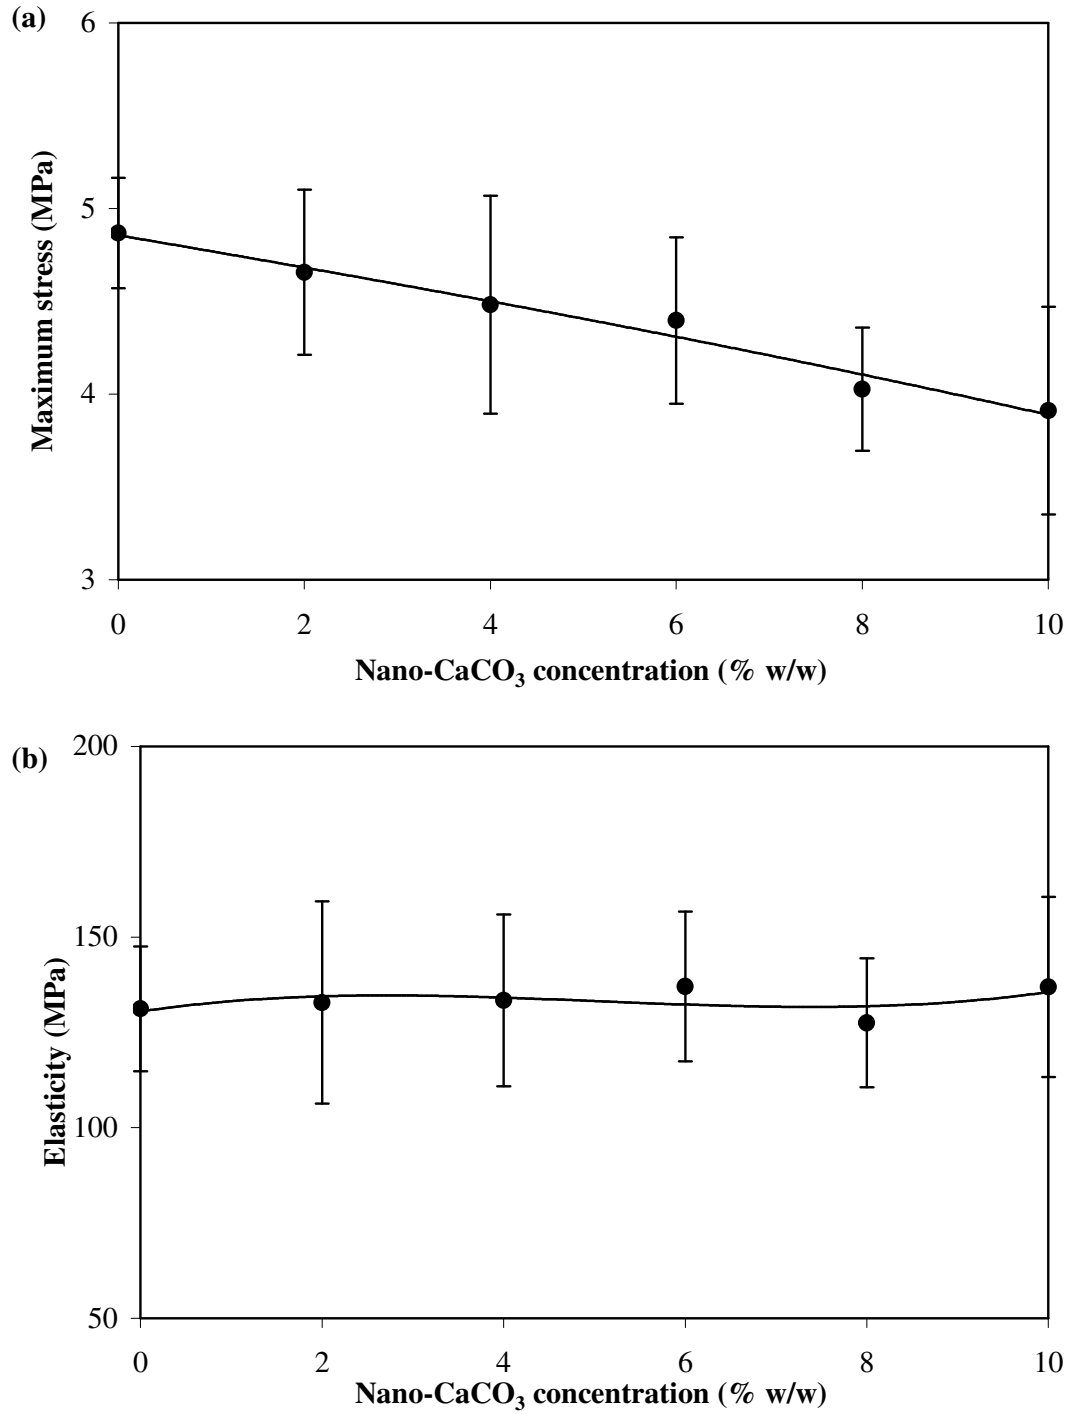 (a)
6
5
4
3
Maximum stress (MPa)
0 2 4 6 8 10
Nano-CaCO₃ concentration (% w/w)
(b)
200
150
100
50
Elasticity (MPa)
0 2 4 6 8 10
Nano-CaCO₃ concentration (% w/w)